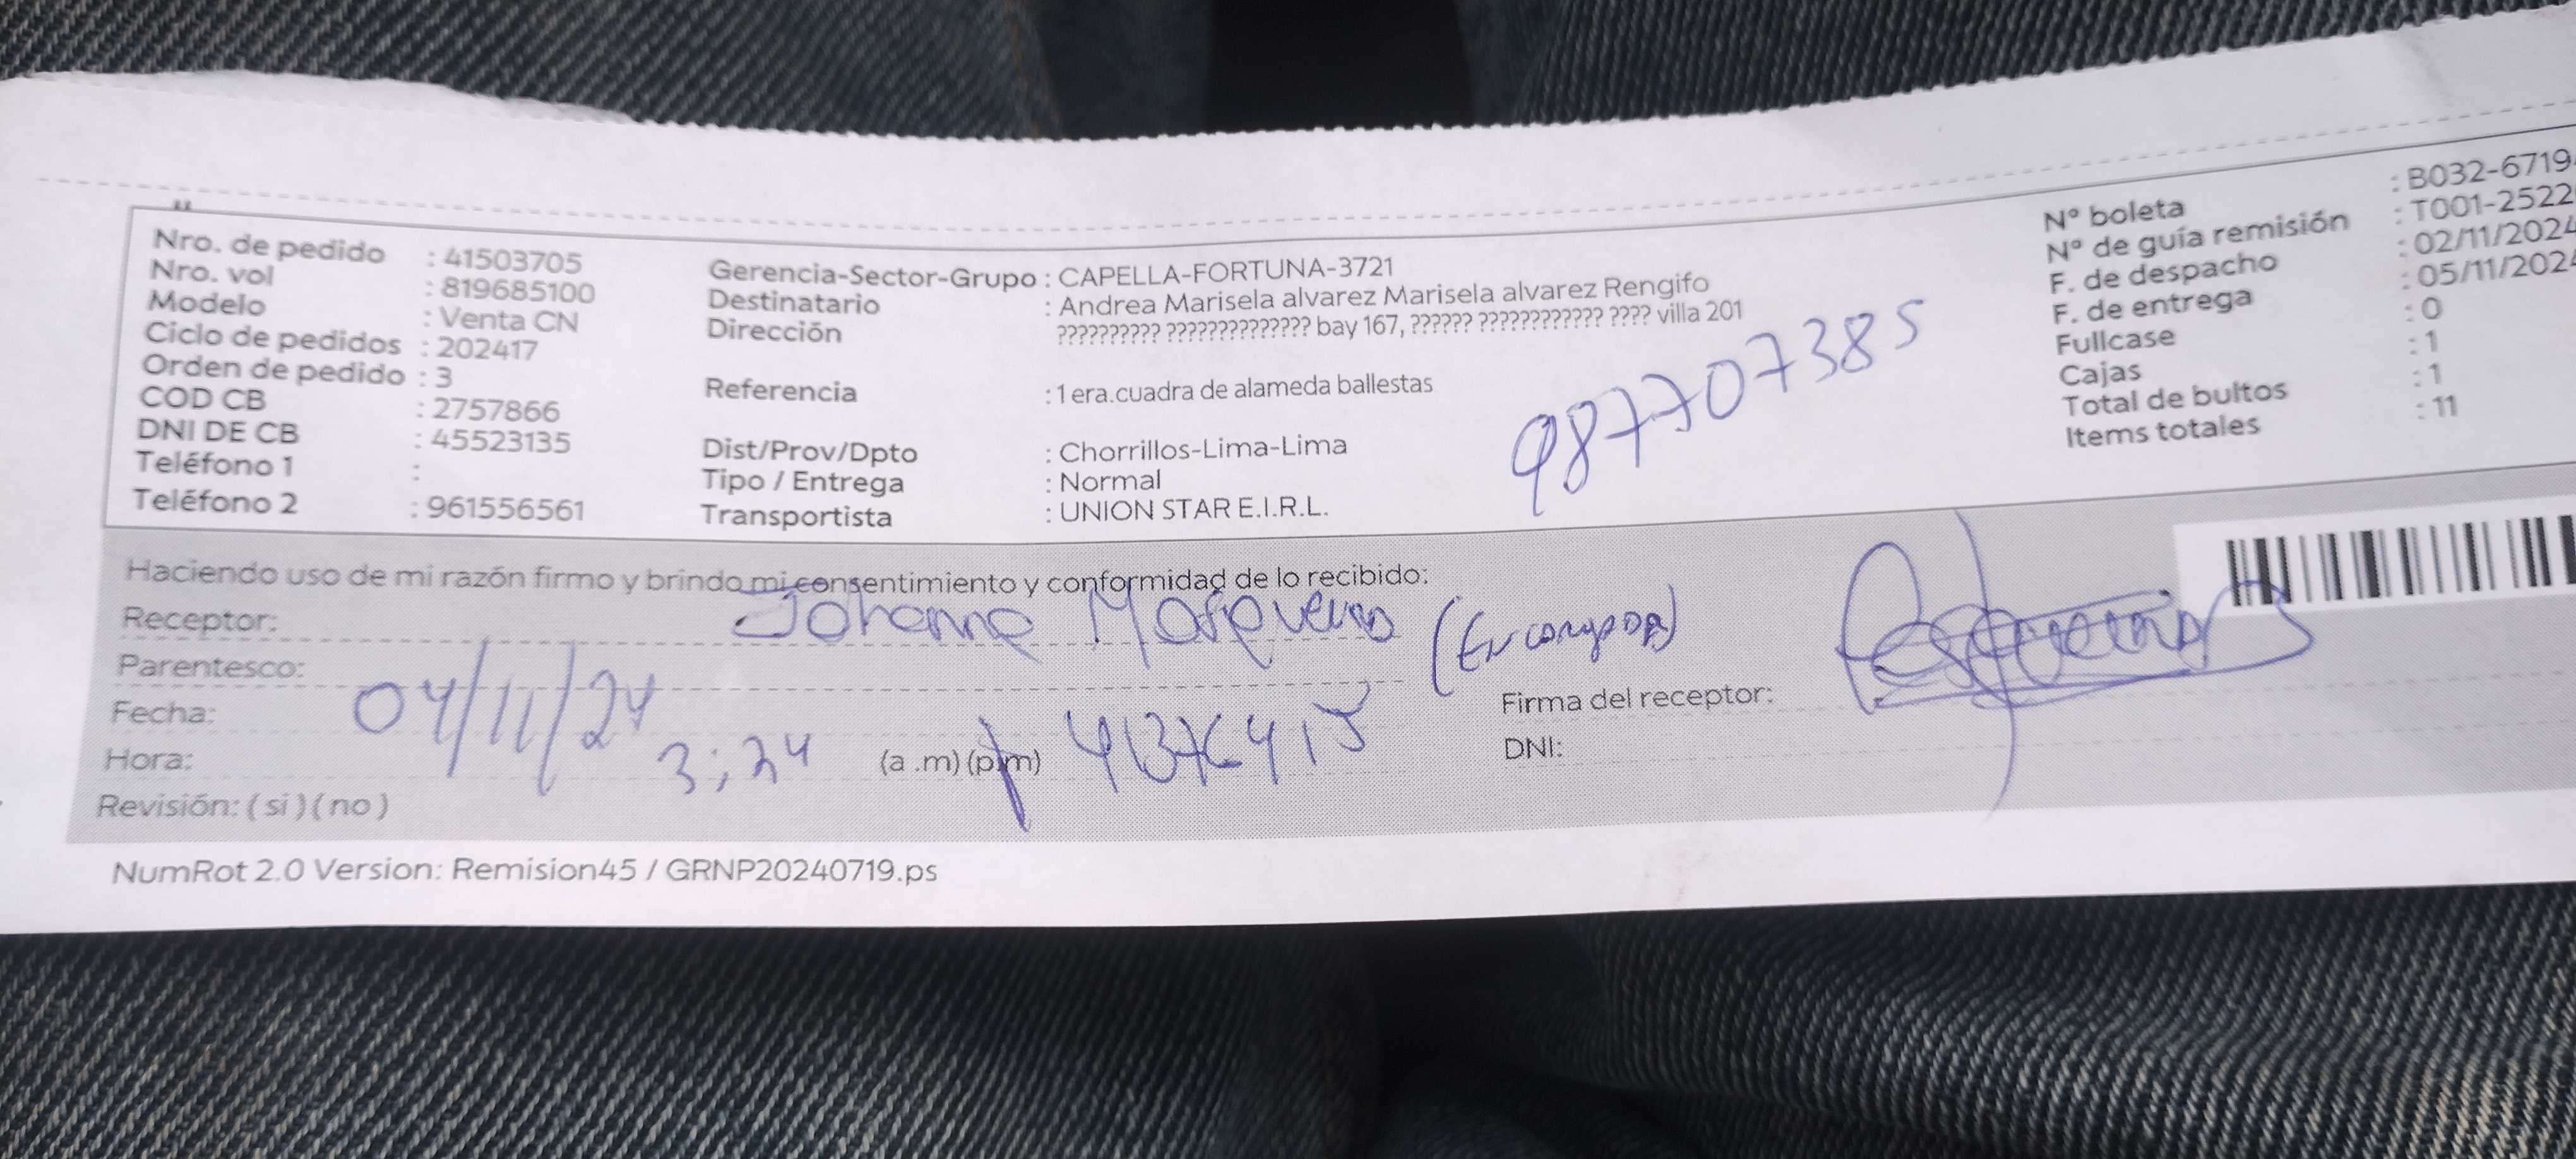 Nro. de pedido : 41503705
Nro. vol : 819685100
Modelo : Venta CN
Ciclo de pedidos : 202417
Orden de pedido : 3
COD CB : 2757866
DNI DE CB : 45523135
Teléfono 1 :
Teléfono 2 : 961556561
Gerencia-Sector-Grupo : CAPELLA-FORTUNA-3721
Destinatario : Andrea Marisela alvarez Marisela alvarez Rengifo
Dirección : ?????????? ?????????????? bay 167, ?????? ???????????? ???? villa 201
Referencia : 1 era.cuadra de alameda ballestas
Dist/Prov/Dpto : Chorrillos-Lima-Lima
Tipo / Entrega : Normal
Transportista : UNION STAR E.I.R.L.
987707385
N° boleta : B032-6719
N° de guía remisión : T001-2522
F. de despacho : 02/11/2024
F. de entrega : 05/11/2024
Fullcase : 0
Cajas : 1
Total de bultos : 1
Items totales : 11
Haciendo uso de mi razón firmo y brindo mi consentimiento y conformidad de lo recibido:
Receptor: Johanna
Parentesco:
Fecha: 04/11/24
Hora: 3:24 (a .m) (p.m)
Revisión: ( si ) ( no )
Firma del receptor:
DNI:
NumRot 2.0 Version: Remision45 / GRNP20240719.ps